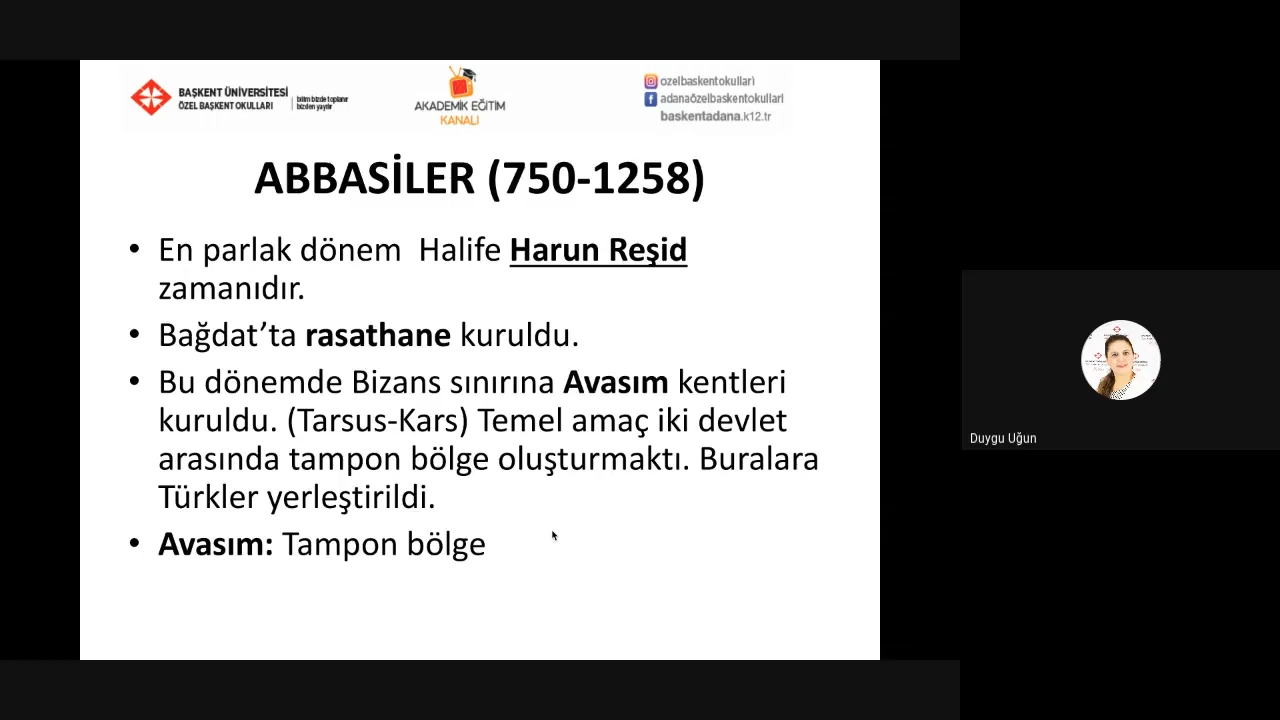 BAŞKENT ÜNİVERSİTESİ
ÖZEL BAŞKENT OKULLARI
bilim bizde toplanır
bizden yayılır
AKADEMİK EĞİTİM
KANALI
ozelbaskentokullari
adanaözelbaskentokullari
baskentadana.k12.tr
ABBASİLER (750-1258)
• En parlak dönem Halife Harun Reşid
zamanıdır.
• Bağdat’ta rasathane kuruldu.
• Bu dönemde Bizans sınırına Avasım kentleri
kuruldu. (Tarsus-Kars) Temel amaç iki devlet
arasında tampon bölge oluşturmaktı. Buralara
Türkler yerleştirildi.
• Avasım: Tampon bölge
Duygu Uğun